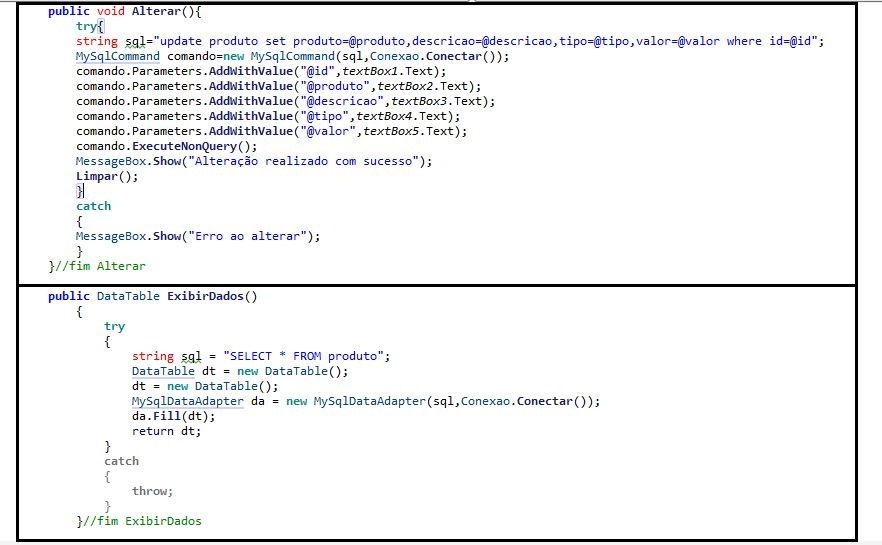 public void Alterar(){
try{
string sql="update produto set produto=@produto,descricao=@descricao,tipo=@tipo,valor=@valor where id=@id";
MySqlCommand comando=new MySqlCommand(sql,Conexao.Conectar());
comando.Parameters.AddWithValue("@id",textBox1.Text);
comando.Parameters.AddWithValue("@produto",textBox2.Text);
comando.Parameters.AddWithValue("@descricao",textBox3.Text);
comando.Parameters.AddWithValue("@tipo",textBox4.Text);
comando.Parameters.AddWithValue("@valor",textBox5.Text);
comando.ExecuteNonQuery();
MessageBox.Show("Alteração realizado com sucesso");
Limpar();
}
catch
{
MessageBox.Show("Erro ao alterar");
}
}//fim Alterar
public DataTable ExibirDados()
{
try
{
string sql = "SELECT * FROM produto";
DataTable dt = new DataTable();
dt = new DataTable();
MySqlDataAdapter da = new MySqlDataAdapter(sql,Conexao.Conectar());
da.Fill(dt);
return dt;
}
catch
{
throw;
}
}//fim ExibirDados